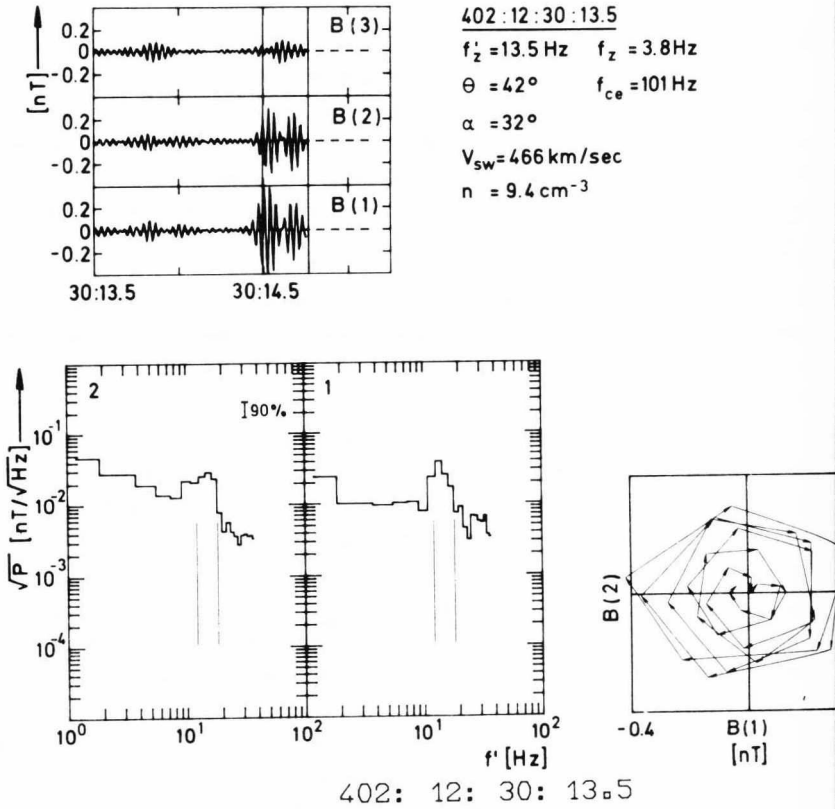 [nT]
0.2
0
-0.2
B(3)
0.2
0
-0.2
B(2)
0.2
0
-0.2
B(1)
30:13.5 30:14.5
402:12:30:13.5
f'z = 13.5 Hz fz = 3.8 Hz
Θ = 42° fce = 101 Hz
α = 32°
Vsw = 466 km/sec
n = 9.4 cm⁻³
√P [nT/√Hz]
2
I 90%
1
10⁻¹
10⁻²
10⁻³
10⁻⁴
10⁰ 10¹ 10² 10¹ 10²
f' [Hz]
B(2)
-0.4 B(1)
[nT]
402: 12: 30: 13.5